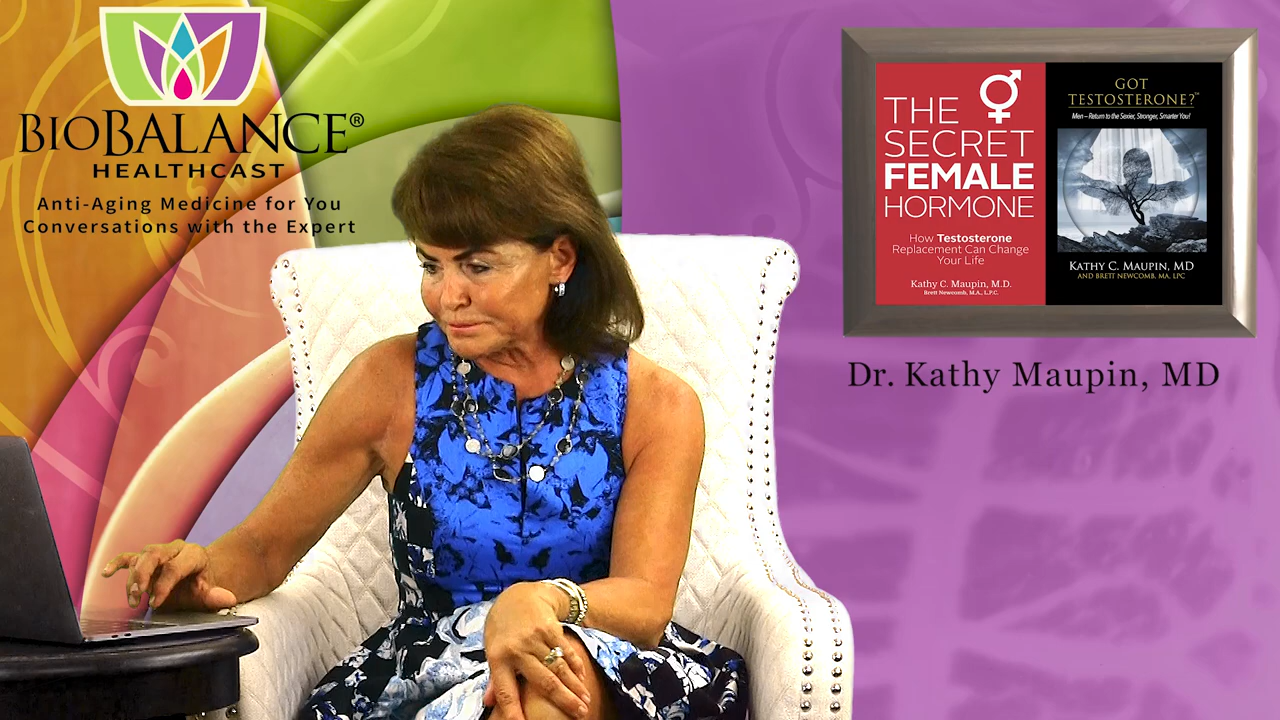 BIOBALANCE®
HEALTHCAST
Anti-Aging Medicine for You
Conversations with the Expert
THE
SECRET
FEMALE
HORMONE
How Testosterone
Replacement Can Change
Your Life
Kathy C. Maupin, M.D.
Brett Newcomb, M.A., L.P.C.
GOT
TESTOSTERONE?™
Men – Return to the Sexier, Stronger, Smarter You!
KATHY C. MAUPIN, MD
AND BRETT NEWCOMB, MA, LPC
Dr. Kathy Maupin, MD